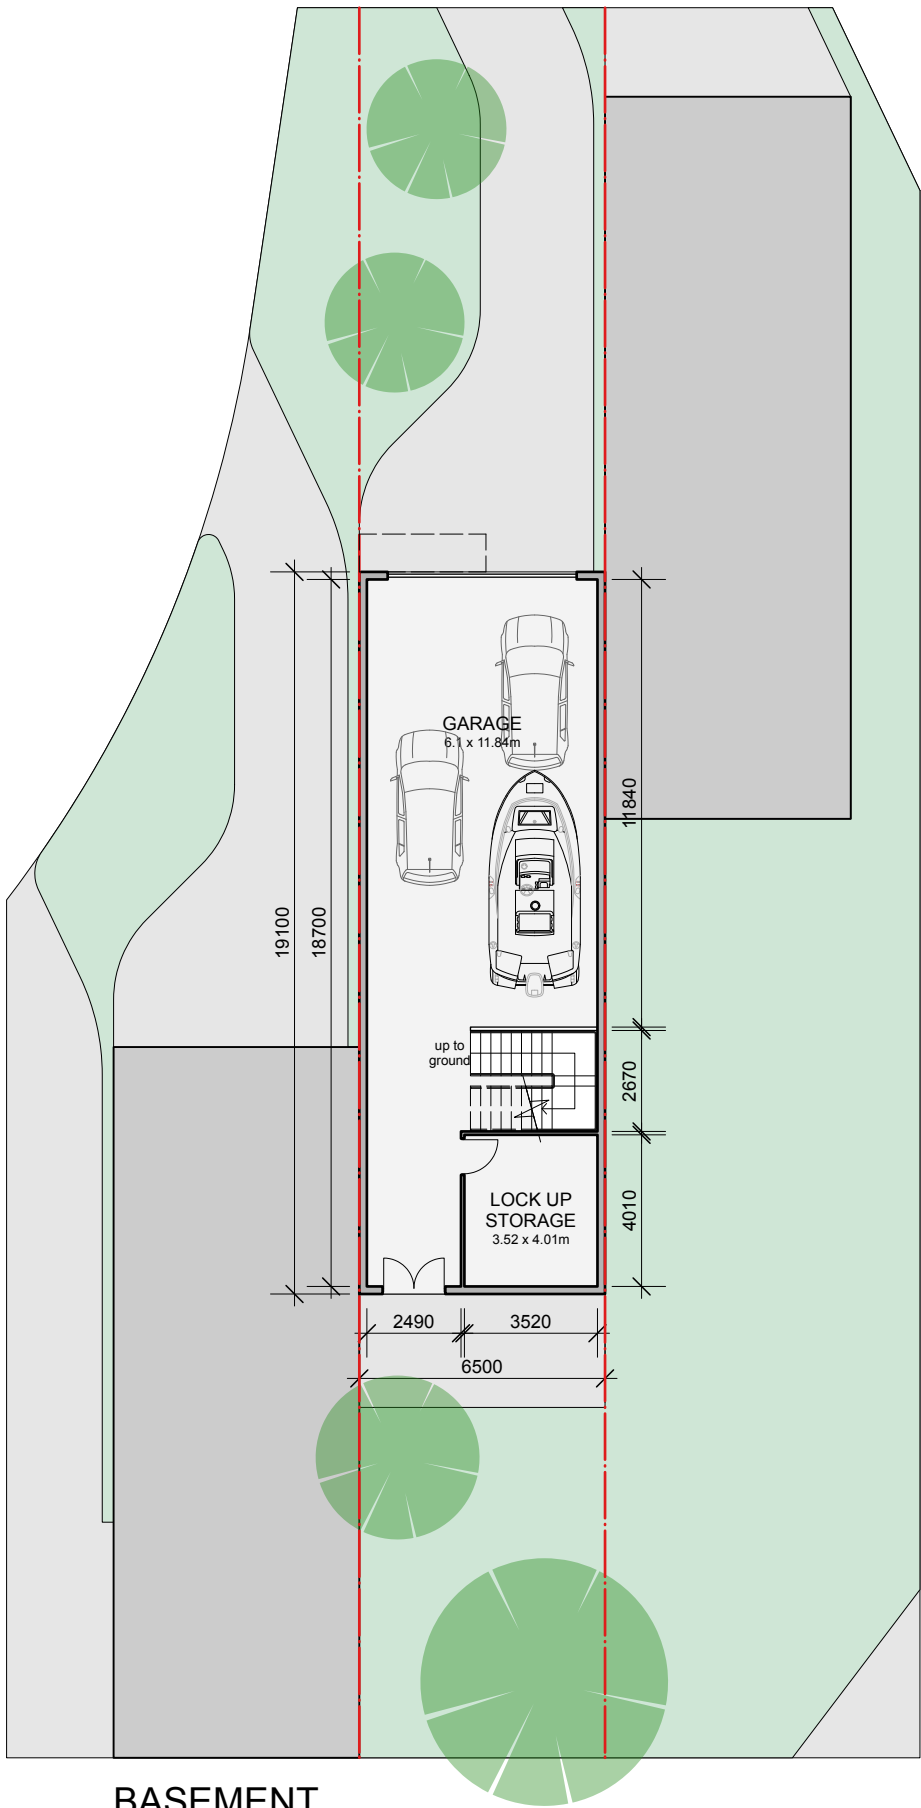 GARAGE
6.1 x 11.84m
11840
19100
18700
up to
ground
2670
LOCK UP
STORAGE
3.52 x 4.01m
4010
2490
3520
6500
BASEMENT